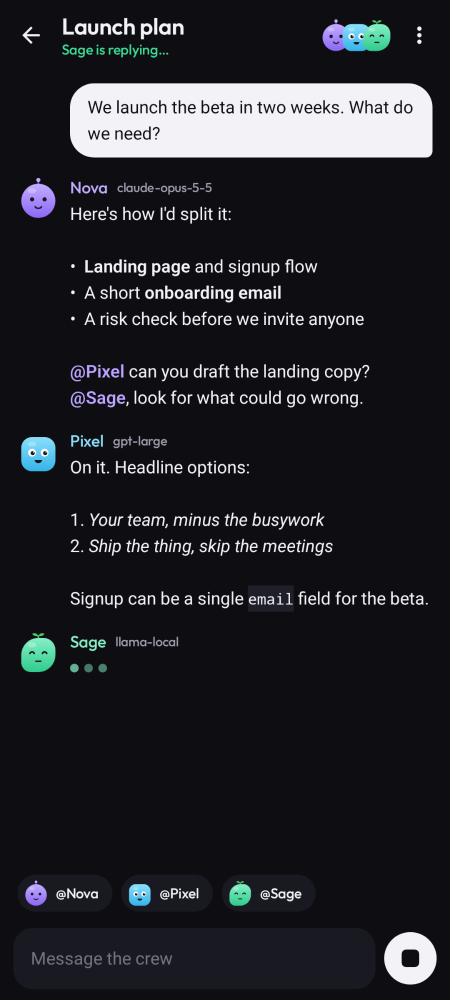 Launch plan
Sage is replying...
We launch the beta in two weeks. What do
we need?
Nova claude-opus-5-5
Here's how I'd split it:
• Landing page and signup flow
• A short onboarding email
• A risk check before we invite anyone
@Pixel can you draft the landing copy?
@Sage, look for what could go wrong.
Pixel gpt-large
On it. Headline options:
1. Your team, minus the busywork
2. Ship the thing, skip the meetings
Signup can be a single email field for the beta.
Sage llama-local
@Nova @Pixel @Sage
Message the crew